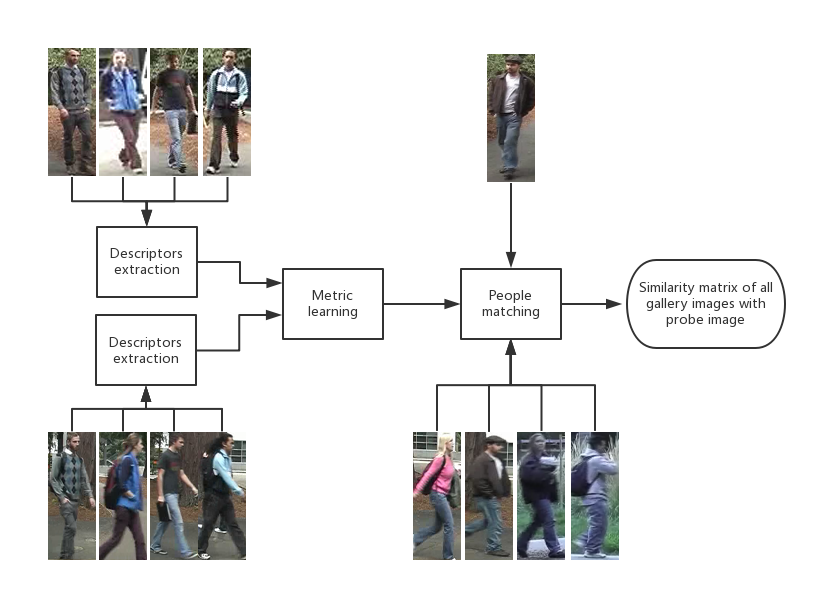 Descriptors
extraction
Descriptors
extraction
Metric
learning
People
matching
Similarity matrix of all
gallery images with
probe image